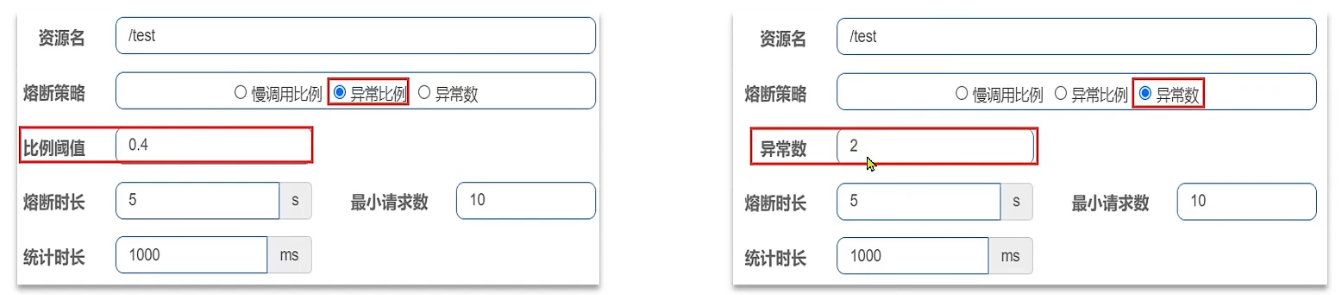 资源名 /test
熔断策略 慢调用比例 异常比例 异常数
比例阈值 0.4
熔断时长 5 s 最小请求数 10
统计时长 1000 ms
资源名 /test
熔断策略 慢调用比例 异常比例 异常数
异常数 2
熔断时长 5 s 最小请求数 10
统计时长 1000 ms